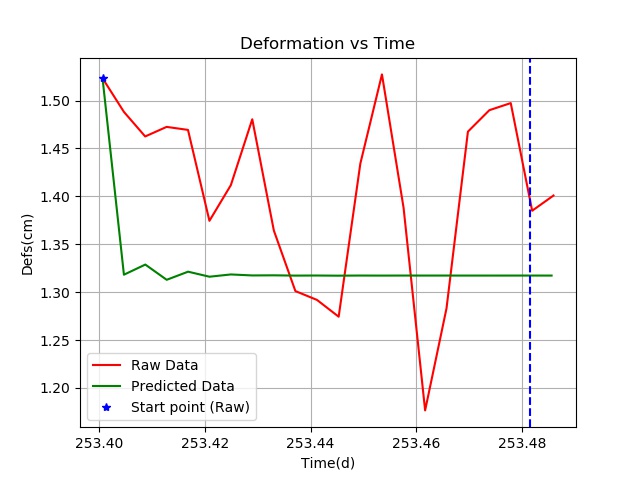 Deformation vs Time
Defs(cm)
1.50
1.45
1.40
1.35
1.30
1.25
1.20
Raw Data
Predicted Data
Start point (Raw)
253.40 253.42 253.44 253.46 253.48
Time(d)